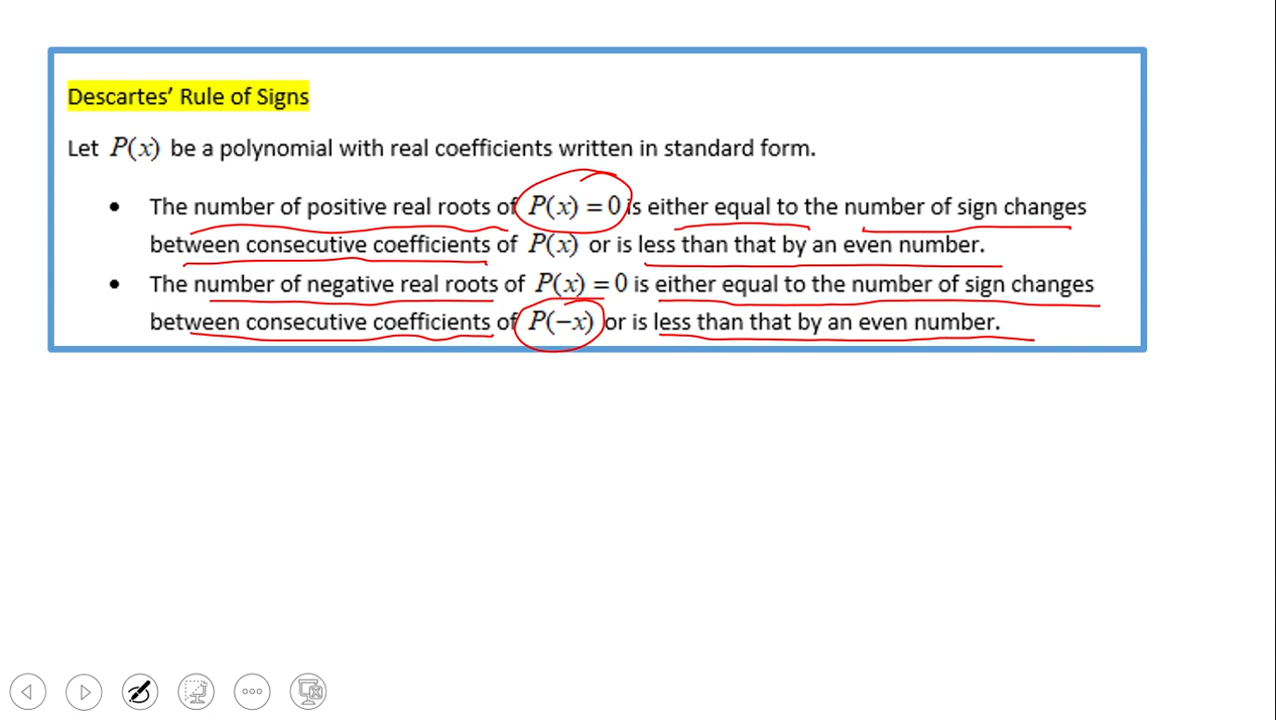 Descartes’ Rule of Signs
Let P(x) be a polynomial with real coefficients written in standard form.
• The number of positive real roots of P(x) = 0 is either equal to the number of sign changes
between consecutive coefficients of P(x) or is less than that by an even number.
• The number of negative real roots of P(x) = 0 is either equal to the number of sign changes
between consecutive coefficients of P(−x) or is less than that by an even number.